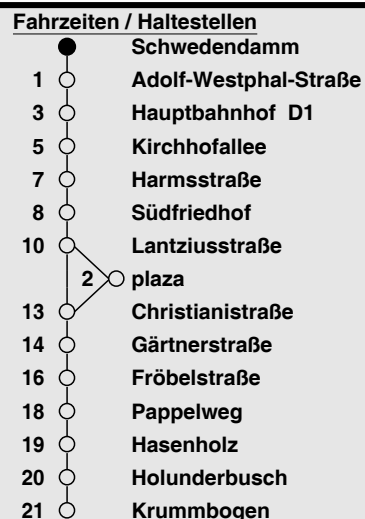 Fahrzeiten / Haltestellen
Schwedendamm
1 Adolf-Westphal-Straße
3 Hauptbahnhof D1
5 Kirchhofallee
7 Harmsstraße
8 Südfriedhof
10 Lantziusstraße
2 plaza
13 Christianistraße
14 Gärtnerstraße
16 Fröbelstraße
18 Pappelweg
19 Hasenholz
20 Holunderbusch
21 Krummbogen